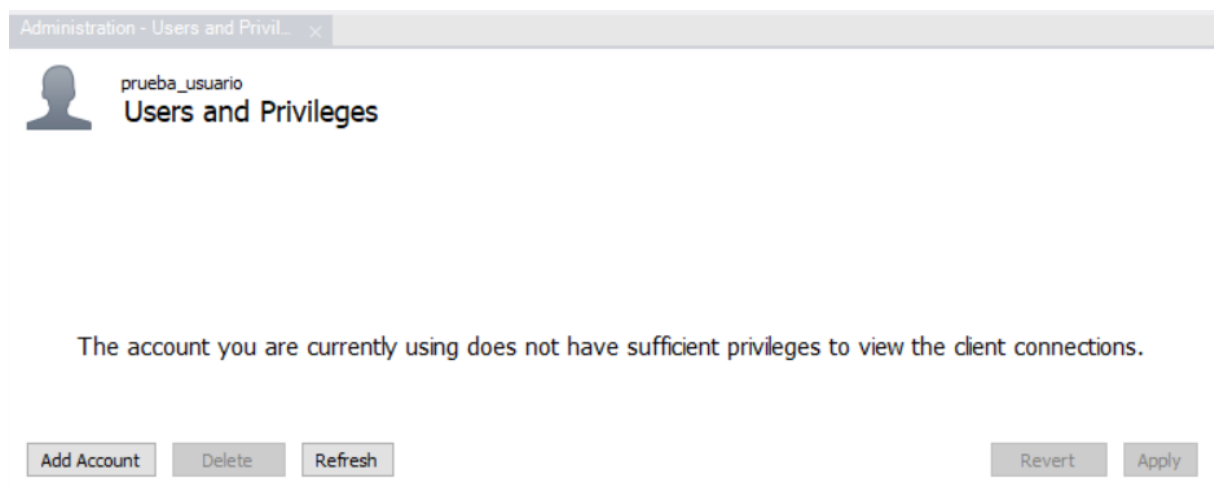 Administration - Users and Privil...
prueba_usuario
Users and Privileges
The account you are currently using does not have sufficient privileges to view the client connections.
Add Account Delete Refresh Revert Apply